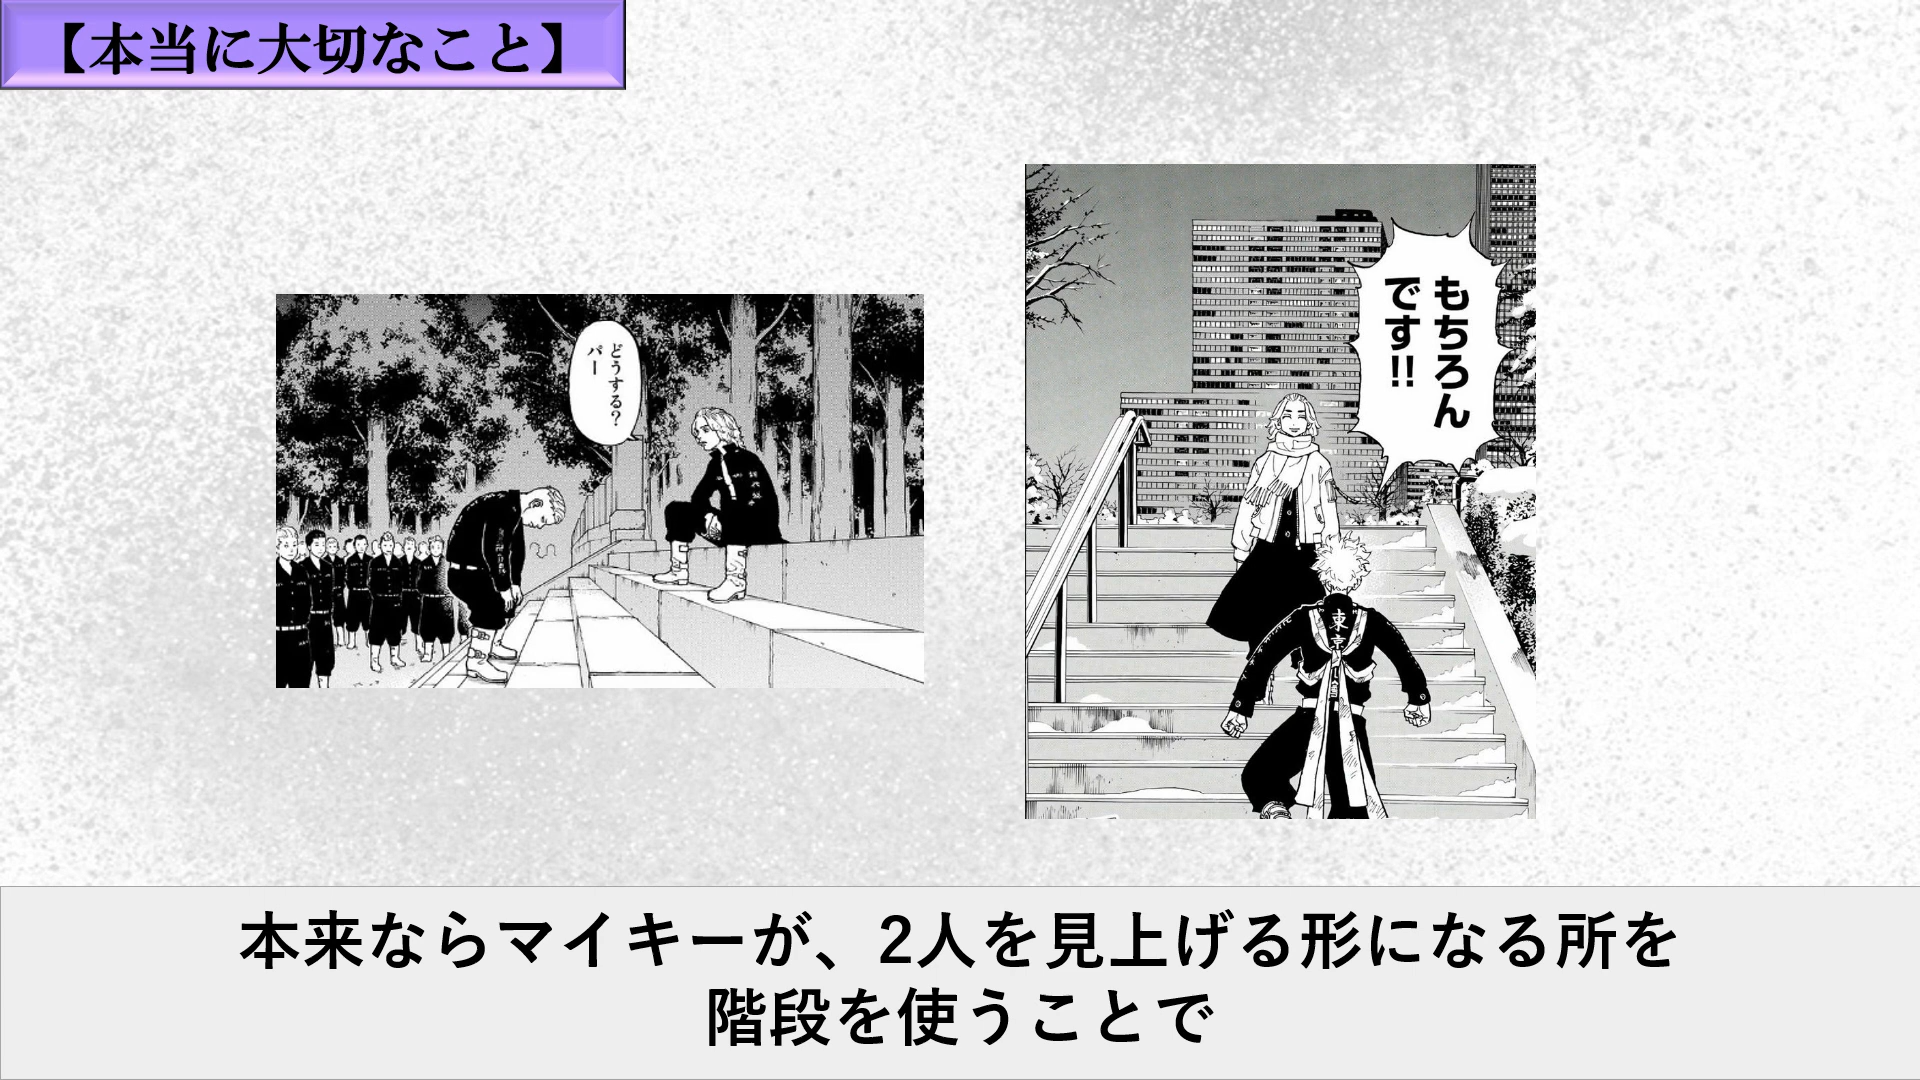 【本当に大切なこと】
どうする?
パー
もちろん
です!!
東京
本来ならマイキーが、2人を見上げる形になる所を
階段を使うことで